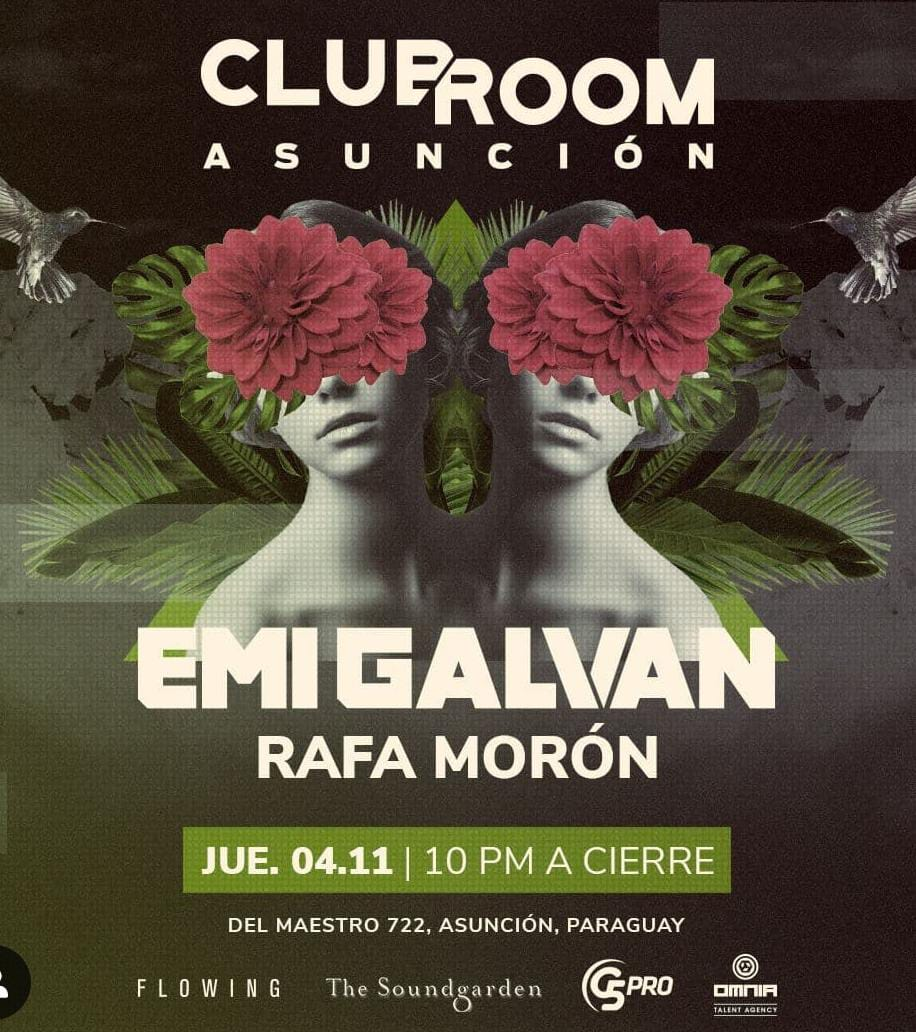 CLUBROOM
ASUNCIÓN
EMI GALVAN
RAFA MORÓN
JUE. 04.11 | 10 PM A CIERRE
DEL MAESTRO 722, ASUNCIÓN, PARAGUAY
FLOWING The Soundgarden GS PRO OMNIA
TALENT AGENCY